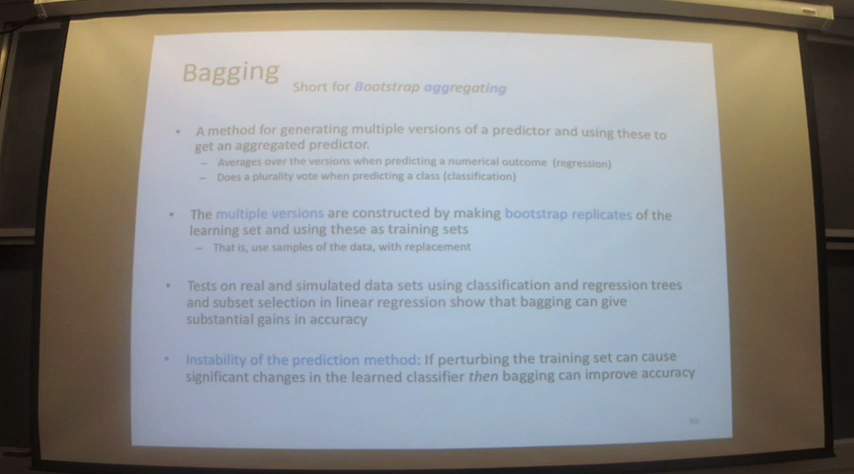 Bagging
Short for Bootstrap aggregating
• A method for generating multiple versions of a predictor and using these to
get an aggregated predictor.
– Averages over the versions when predicting a numerical outcome (regression)
– Does a plurality vote when predicting a class (classification)
• The multiple versions are constructed by making bootstrap replicates of the
learning set and using these as training sets
– That is, use samples of the data, with replacement
• Tests on real and simulated data sets using classification and regression trees
and subset selection in linear regression show that bagging can give
substantial gains in accuracy
• Instability of the prediction method: If perturbing the training set can cause
significant changes in the learned classifier then bagging can improve accuracy